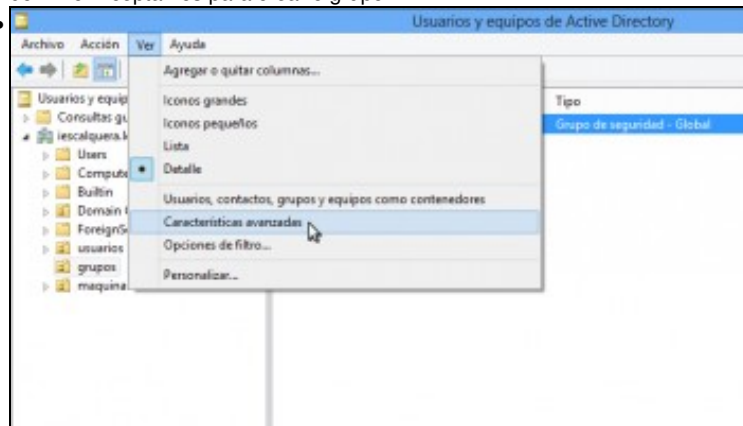 Usuarios y equipos de Active Directory
Archivo Acción Ver Ayuda
Agregar o quitar columnas...
Usuarios y equip
Tipo
Consultas gu
Iconos grandes
Grupo de seguridad - Global
iescalquera.l
Iconos pequeños
Users
Lista
Compute
Detalle
Builtin
Usuarios, contactos, grupos y equipos como contenedores
Domain
ForeignS
Características avanzadas
usuarios
Opciones de filtro...
grupos
Personalizar...
maquina